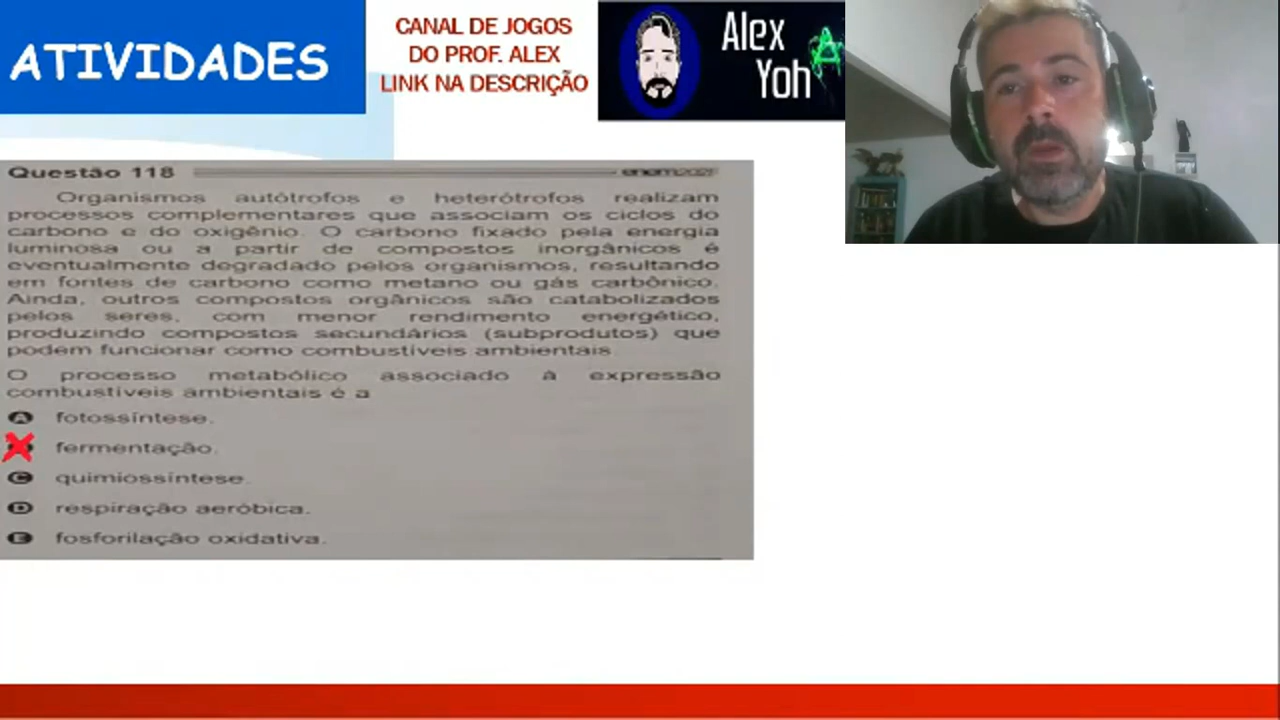 ATIVIDADES
CANAL DE JOGOS
DO PROF. ALEX
LINK NA DESCRIÇÃO
Alex
Yoh
Questão 118
enem2021
Organismos autótrofos e heterótrofos realizam
processos complementares que associam os ciclos do
carbono e do oxigênio. O carbono fixado pela energia
luminosa ou a partir de compostos inorgânicos é
eventualmente degradado pelos organismos, resultando
em fontes de carbono como metano ou gás carbônico.
Ainda, outros compostos orgânicos são catabolizados
pelos seres, com menor rendimento energético,
produzindo compostos secundários (subprodutos) que
podem funcionar como combustíveis ambientais.
O processo metabólico associado à expressão
combustíveis ambientais é a
A fotossíntese.
fermentação.
C quimiossíntese.
D respiração aeróbica.
E fosforilação oxidativa.